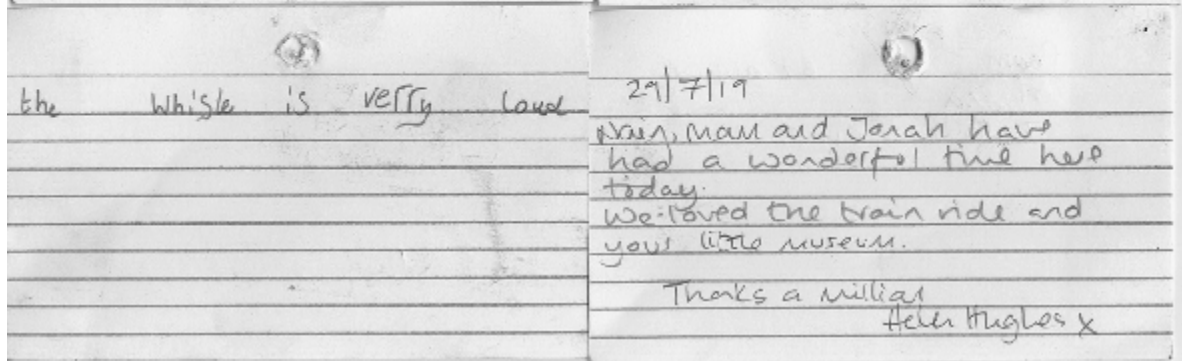 the whisle is verry loud
29/7/19
Nain, Mam and Jonah have
had a wonderful time here
today.
We loved the train ride and
your little museum.
Thanks a million
Helen Hughes x